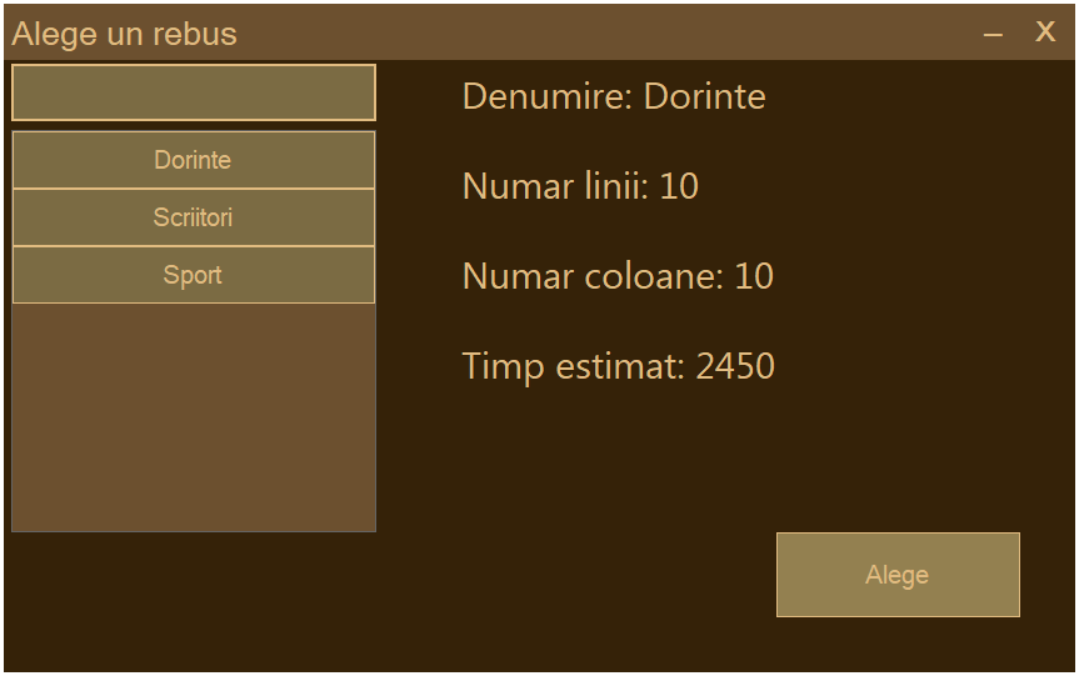 Alege un rebus
– X
Dorinte
Scriitori
Sport
Denumire: Dorinte
Numar linii: 10
Numar coloane: 10
Timp estimat: 2450
Alege